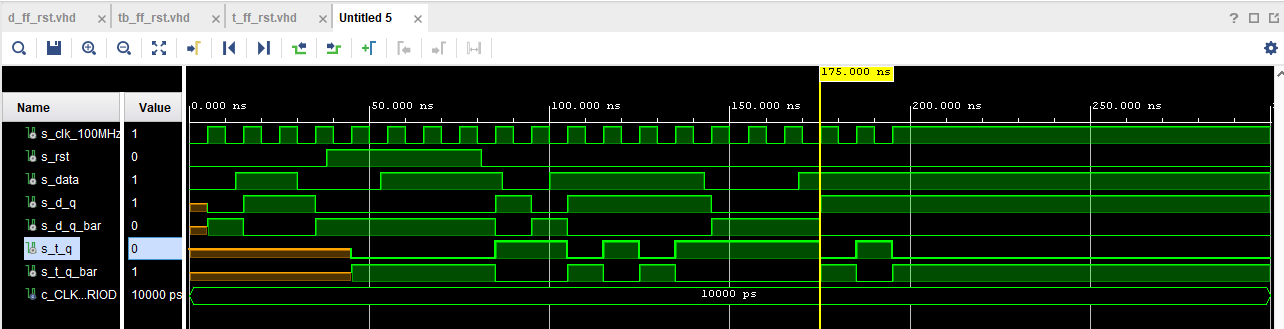 d_ff_rst.vhd × tb_ff_rst.vhd × t_ff_rst.vhd × Untitled 5 × ?
175.000 ns
Name Value 0.000 ns 50.000 ns 100.000 ns 150.000 ns 200.000 ns 250.000 ns
s_clk_100MHz 1
s_rst 0
s_data 1
s_d_q 1
s_d_q_bar 0
s_t_q 0
s_t_q_bar 1
c_CLK...RIOD 10000 ps 10000 ps